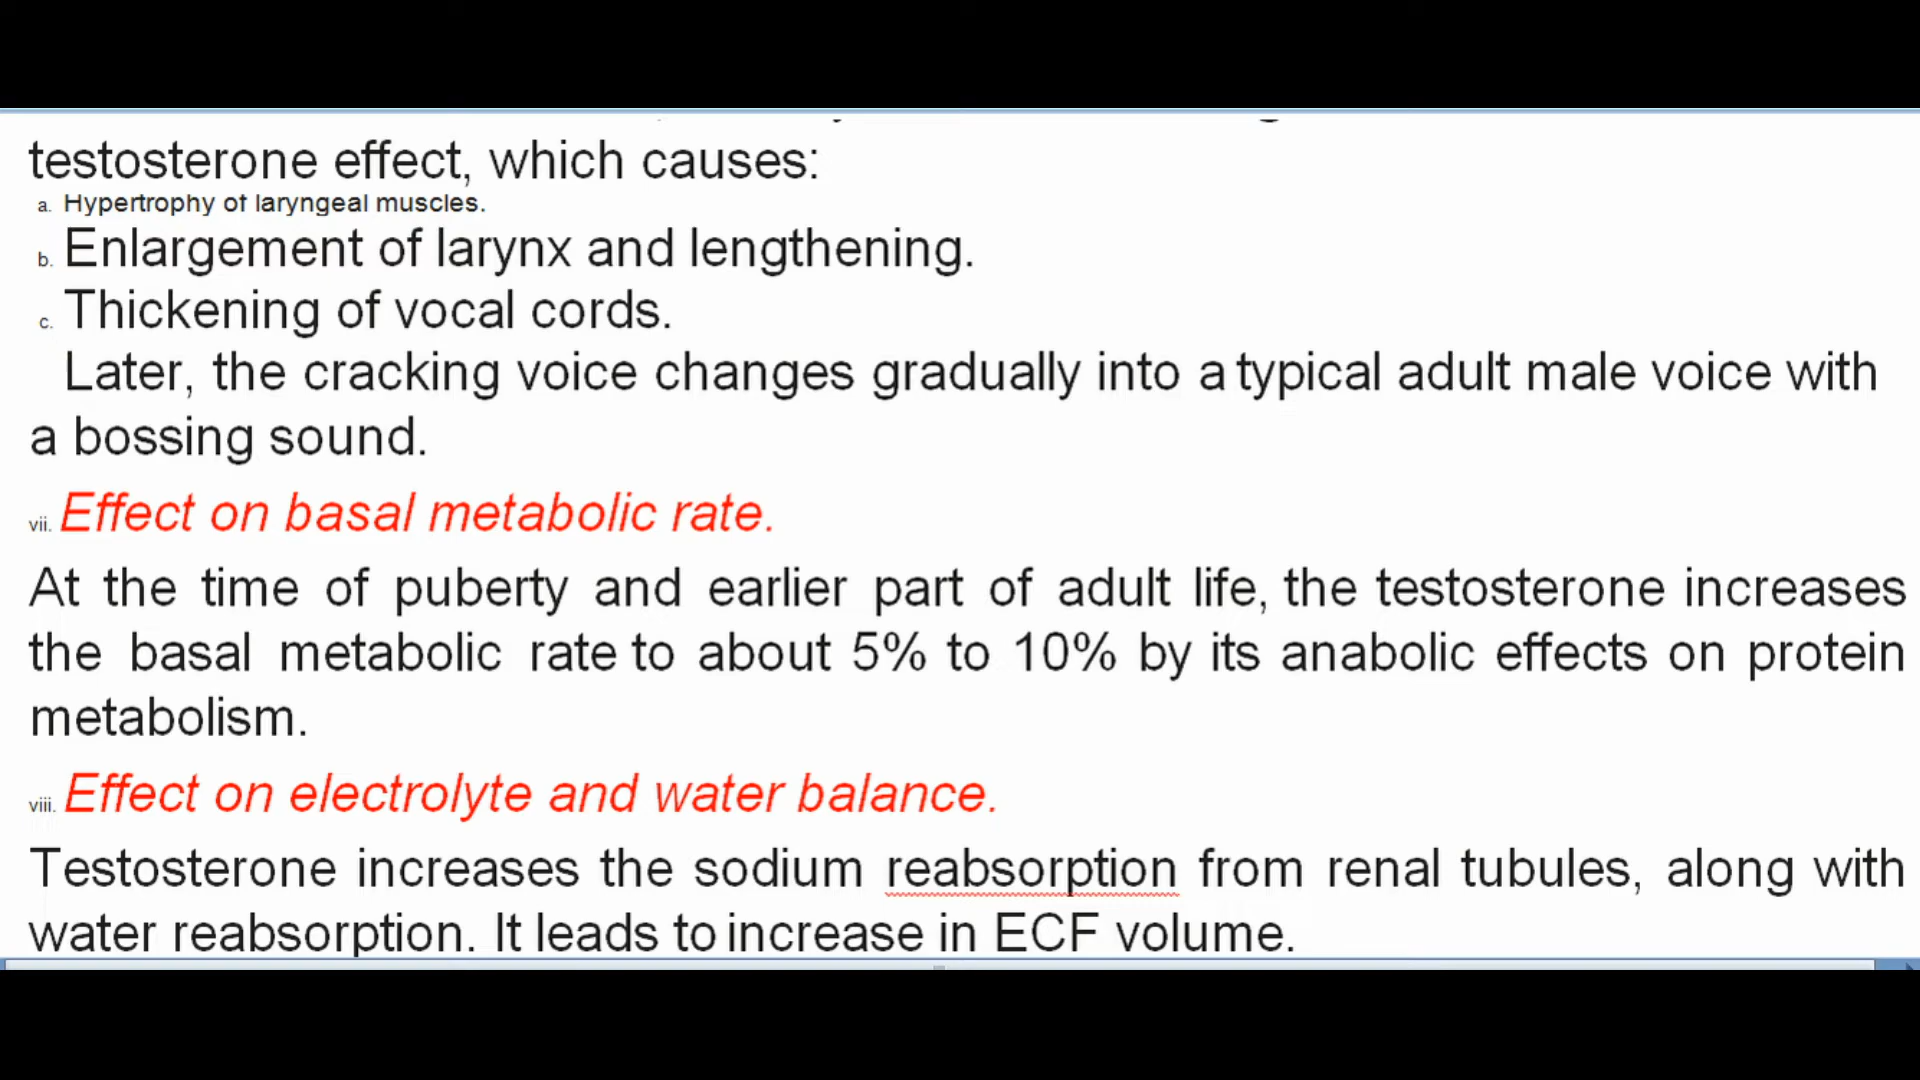 testosterone effect, which causes:
a. Hypertrophy of laryngeal muscles.
b. Enlargement of larynx and lengthening.
c. Thickening of vocal cords.
Later, the cracking voice changes gradually into a typical adult male voice with
a bossing sound.
vii. Effect on basal metabolic rate.
At the time of puberty and earlier part of adult life, the testosterone increases
the basal metabolic rate to about 5% to 10% by its anabolic effects on protein
metabolism.
viii. Effect on electrolyte and water balance.
Testosterone increases the sodium reabsorption from renal tubules, along with
water reabsorption. It leads to increase in ECF volume.